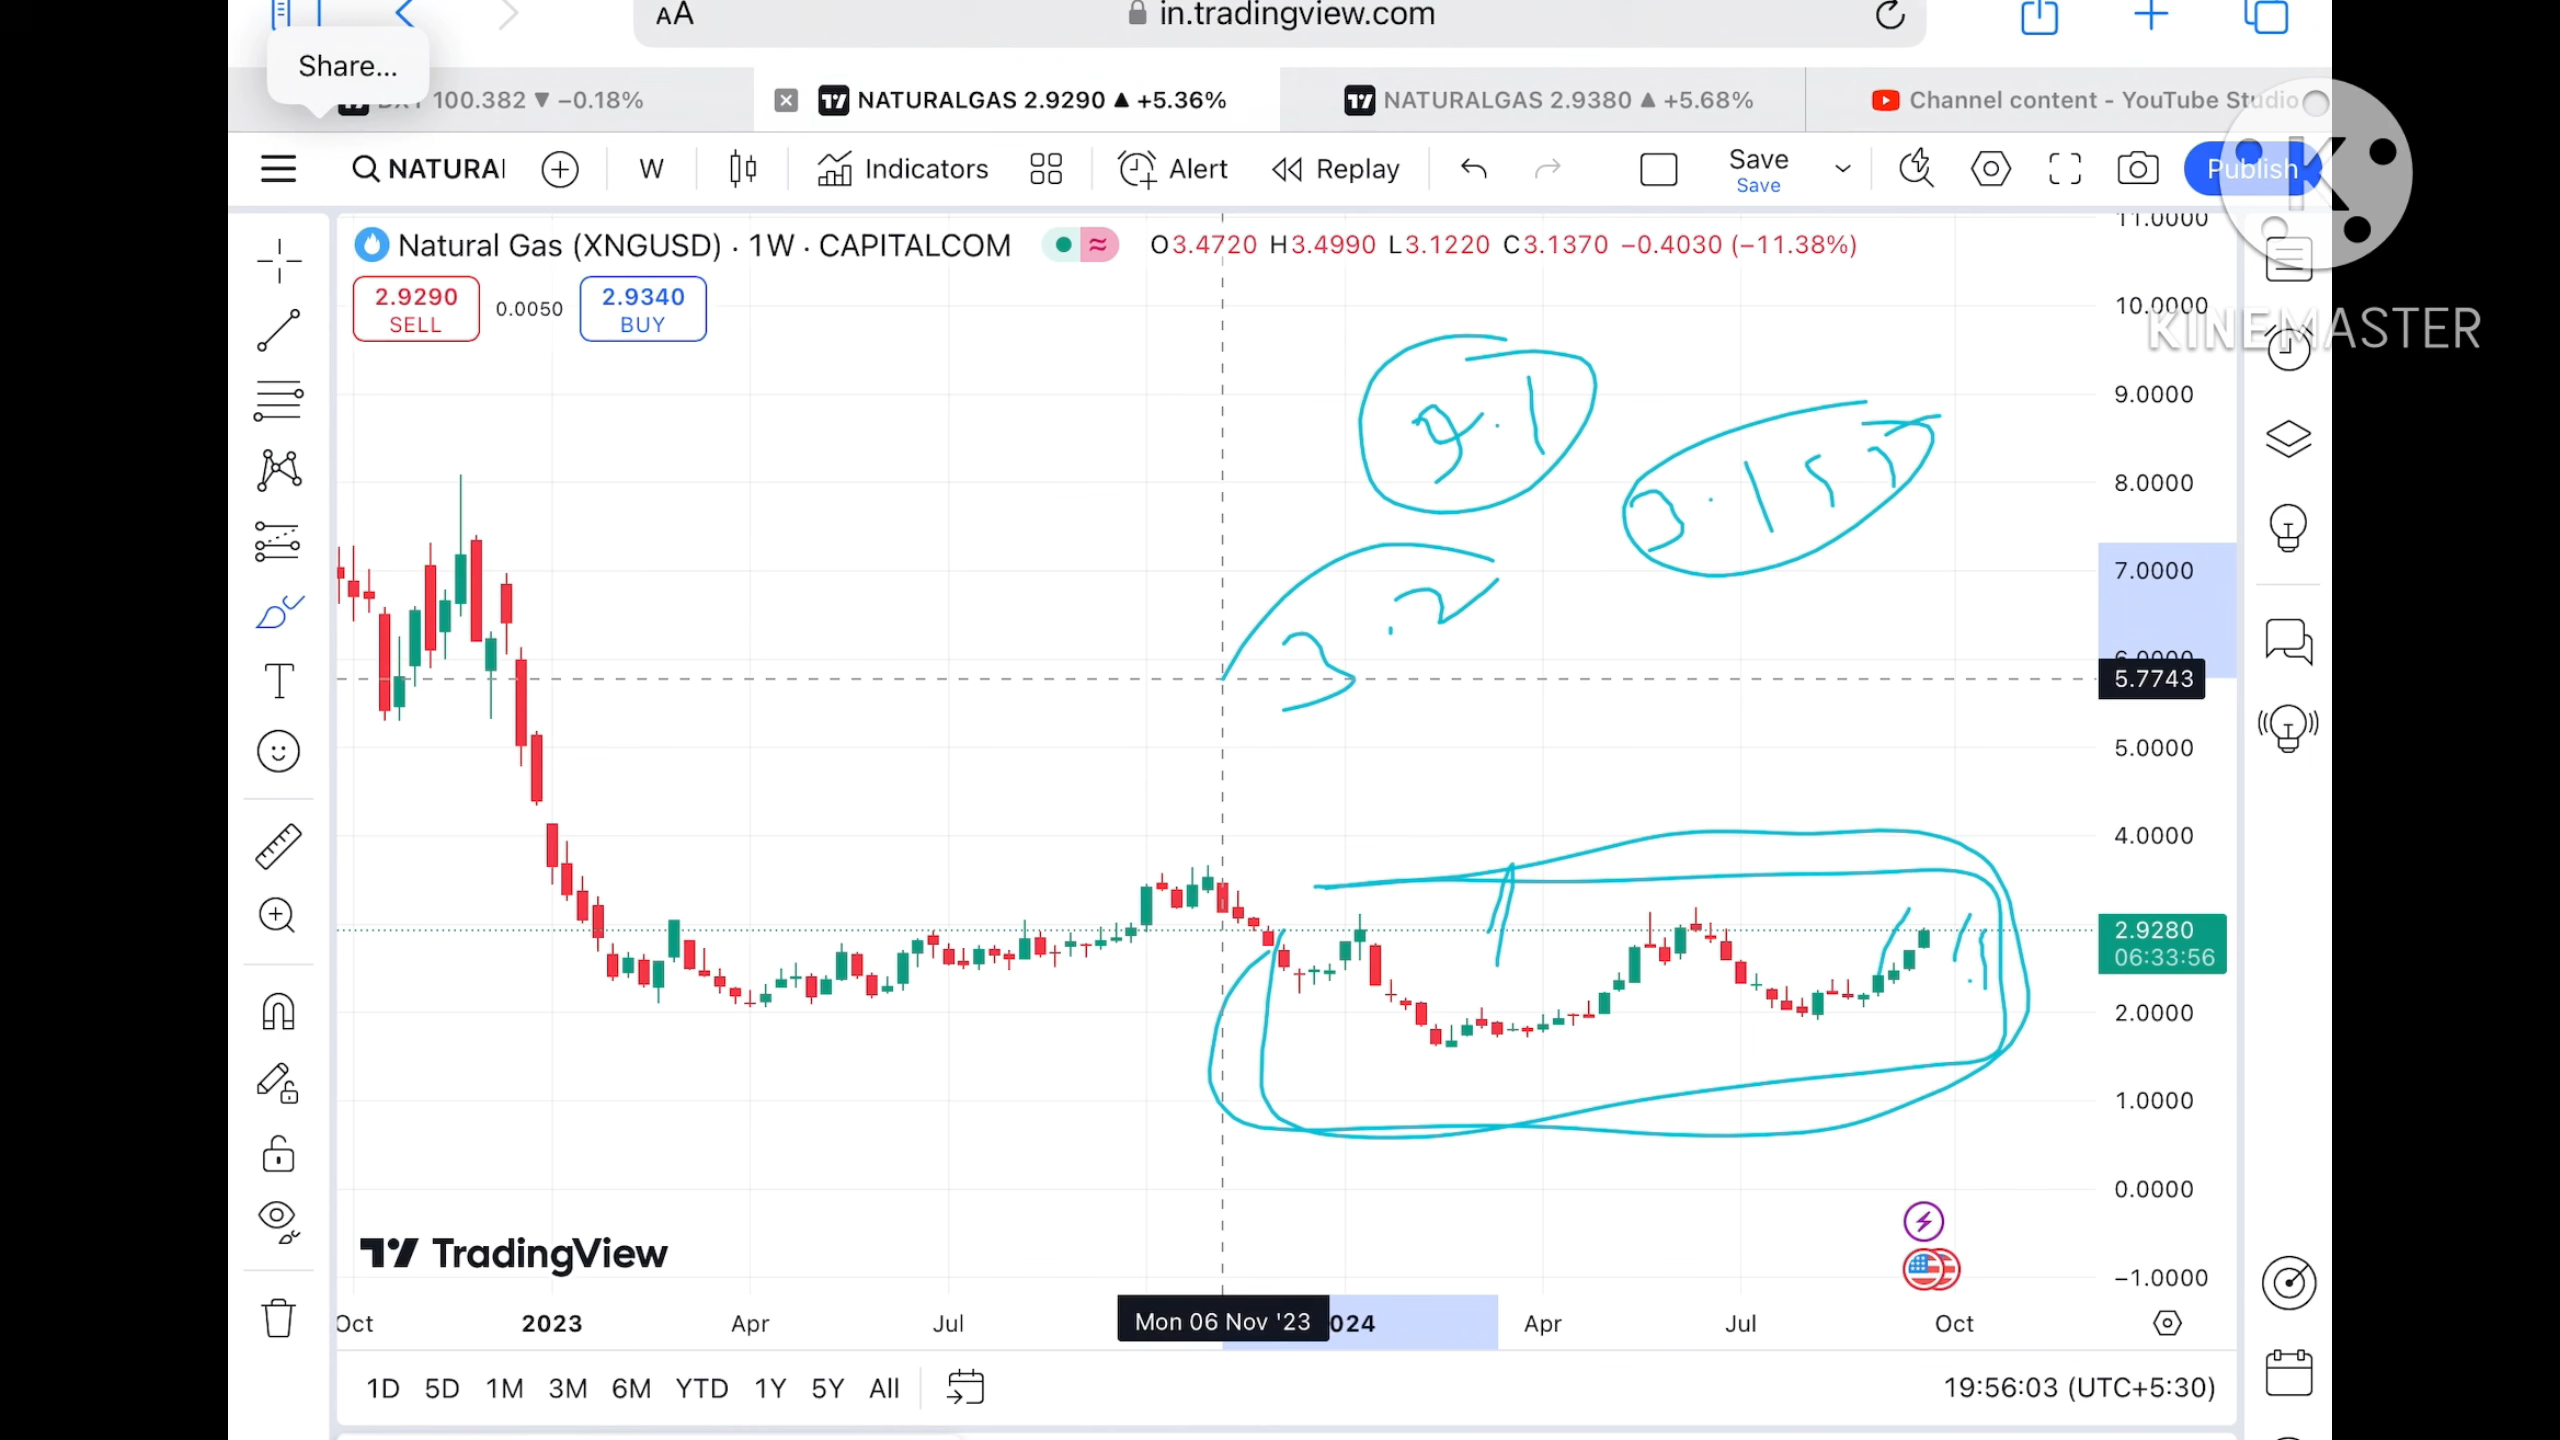 AA in.tradingview.com
Share...
100.382 ▼ −0.18%
NATURALGAS 2.9290 ▲ +5.36%
NATURALGAS 2.9380 ▲ +5.68%
Channel content - YouTube Studio
NATURAL W Indicators Alert Replay Save Publish
Save
K
KINEMASTER
Natural Gas (XNGUSD) · 1W · CAPITALCOM O3.4720 H3.4990 L3.1220 C3.1370 −0.4030 (−11.38%)
2.9290 0.0050 2.9340
SELL BUY
11.0000
10.0000
9.0000
8.0000
7.0000
6.0000
5.7743
5.0000
4.0000
2.9280
06:33:56
2.0000
1.0000
0.0000
−1.0000
3.2
TradingView
Oct 2023 Apr Jul Mon 06 Nov '23 024 Apr Jul Oct
1D 5D 1M 3M 6M YTD 1Y 5Y All 19:56:03 (UTC+5:30)